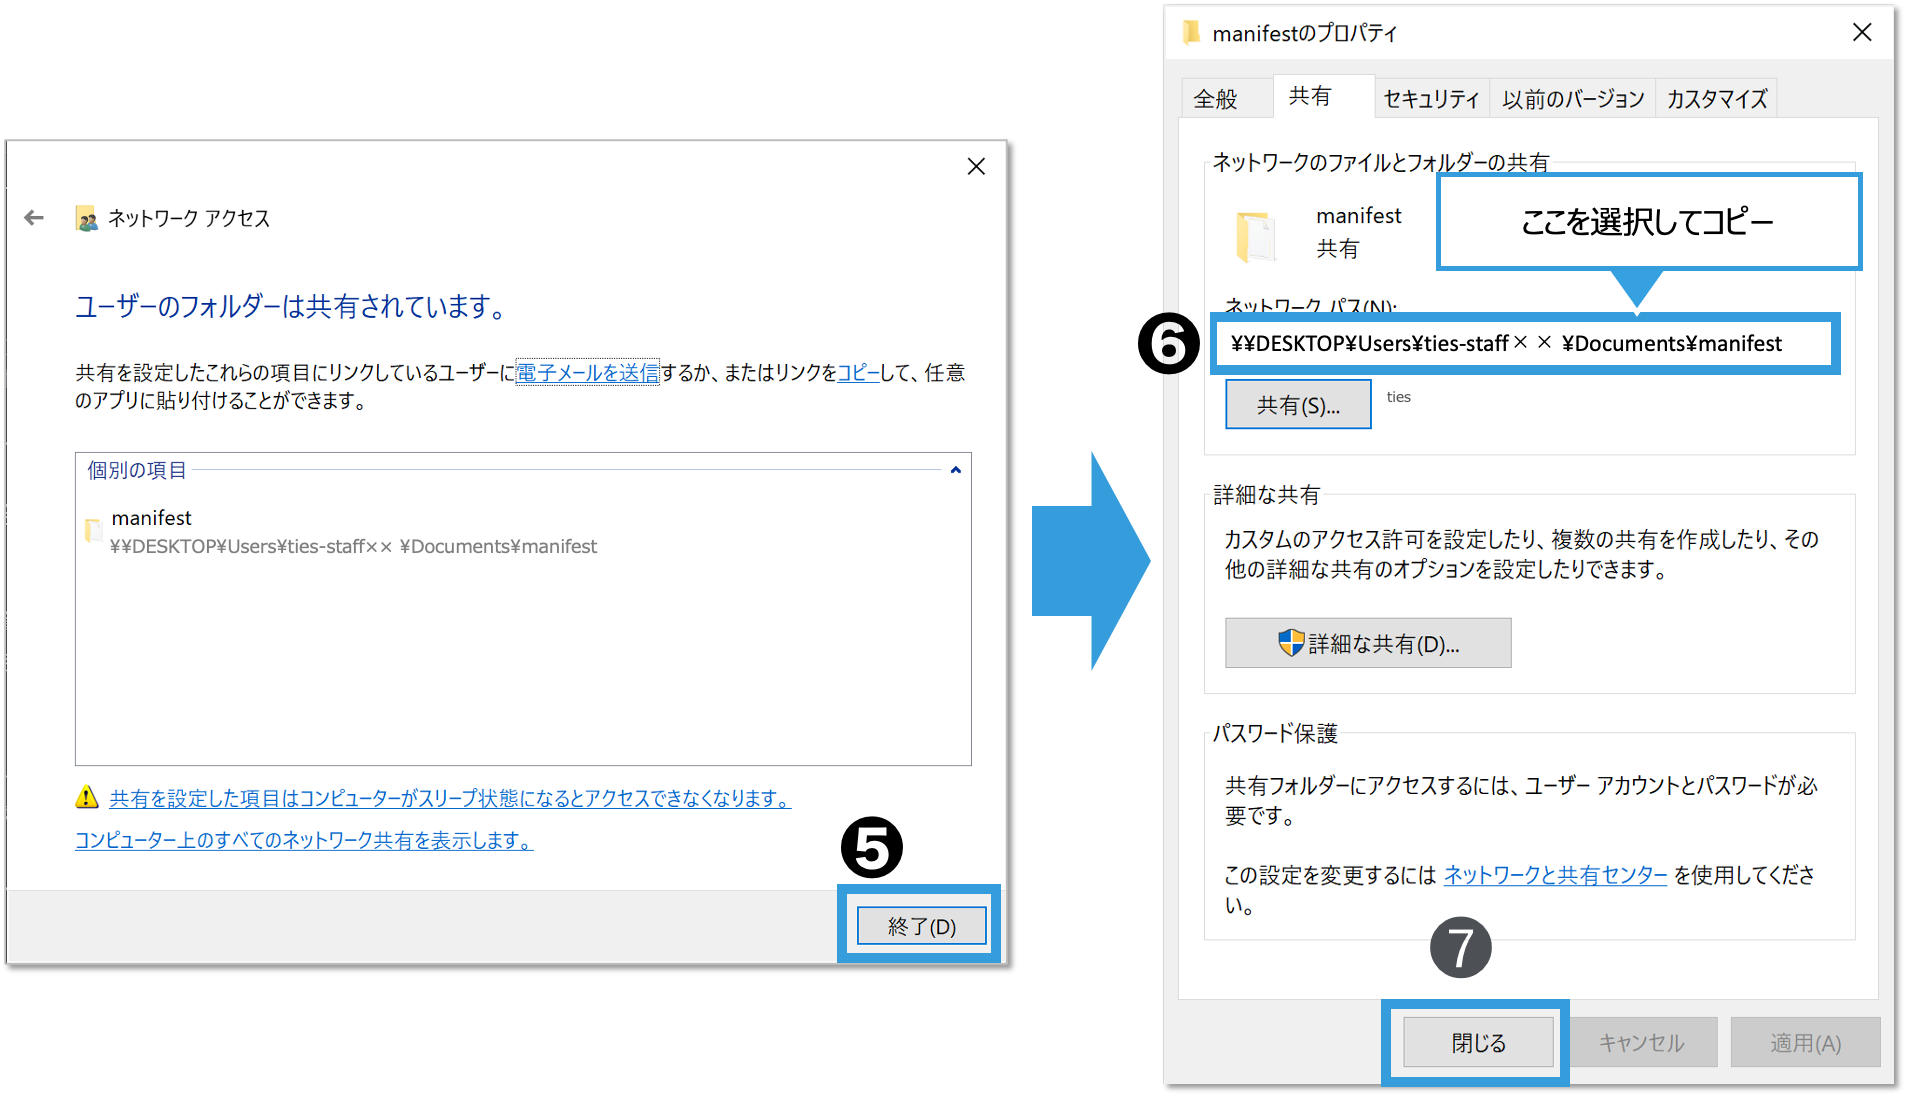 ネットワーク アクセス
ユーザーのフォルダーは共有されています。
共有を設定したこれらの項目にリンクしているユーザーに電子メールを送信するか、またはリンクをコピーして、任意
のアプリに貼り付けることができます。
個別の項目
manifest
¥¥DESKTOP¥Users¥ties-staff×× ¥Documents¥manifest
共有を設定した項目はコンピューターがスリープ状態になるとアクセスできなくなります。
コンピューター上のすべてのネットワーク共有を表示します。
❺
終了(D)
manifestのプロパティ
全般 共有 セキュリティ 以前のバージョン カスタマイズ
ネットワークのファイルとフォルダーの共有
manifest
共有
ここを選択してコピー
ネットワーク パス(N):
❻
¥¥DESKTOP¥Users¥ties-staff×× ¥Documents¥manifest
共有(S)...
ties
詳細な共有
カスタムのアクセス許可を設定したり、複数の共有を作成したり、その
他の詳細な共有のオプションを設定したりできます。
詳細な共有(D)...
パスワード保護
共有フォルダーにアクセスするには、ユーザー アカウントとパスワードが必
要です。
この設定を変更するには ネットワークと共有センター を使用してくださ
い。
❼
閉じる キャンセル 適用(A)